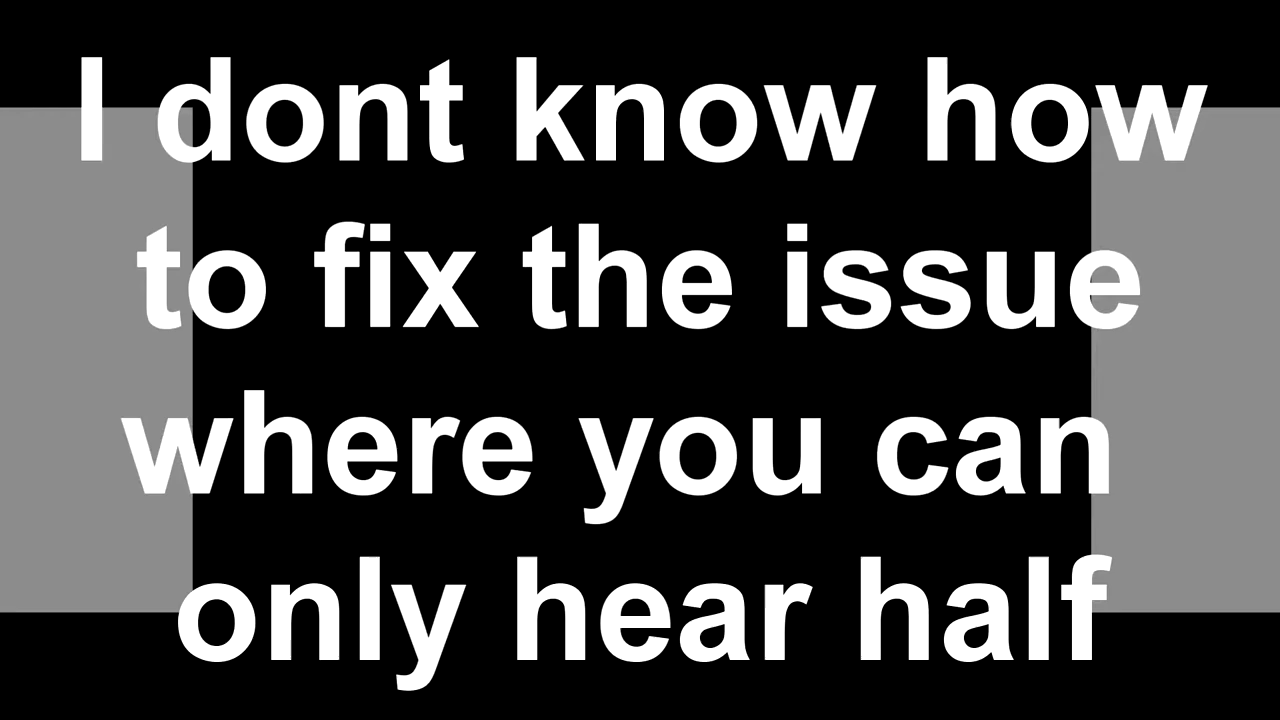 I dont know how
to fix the issue
where you can
only hear half